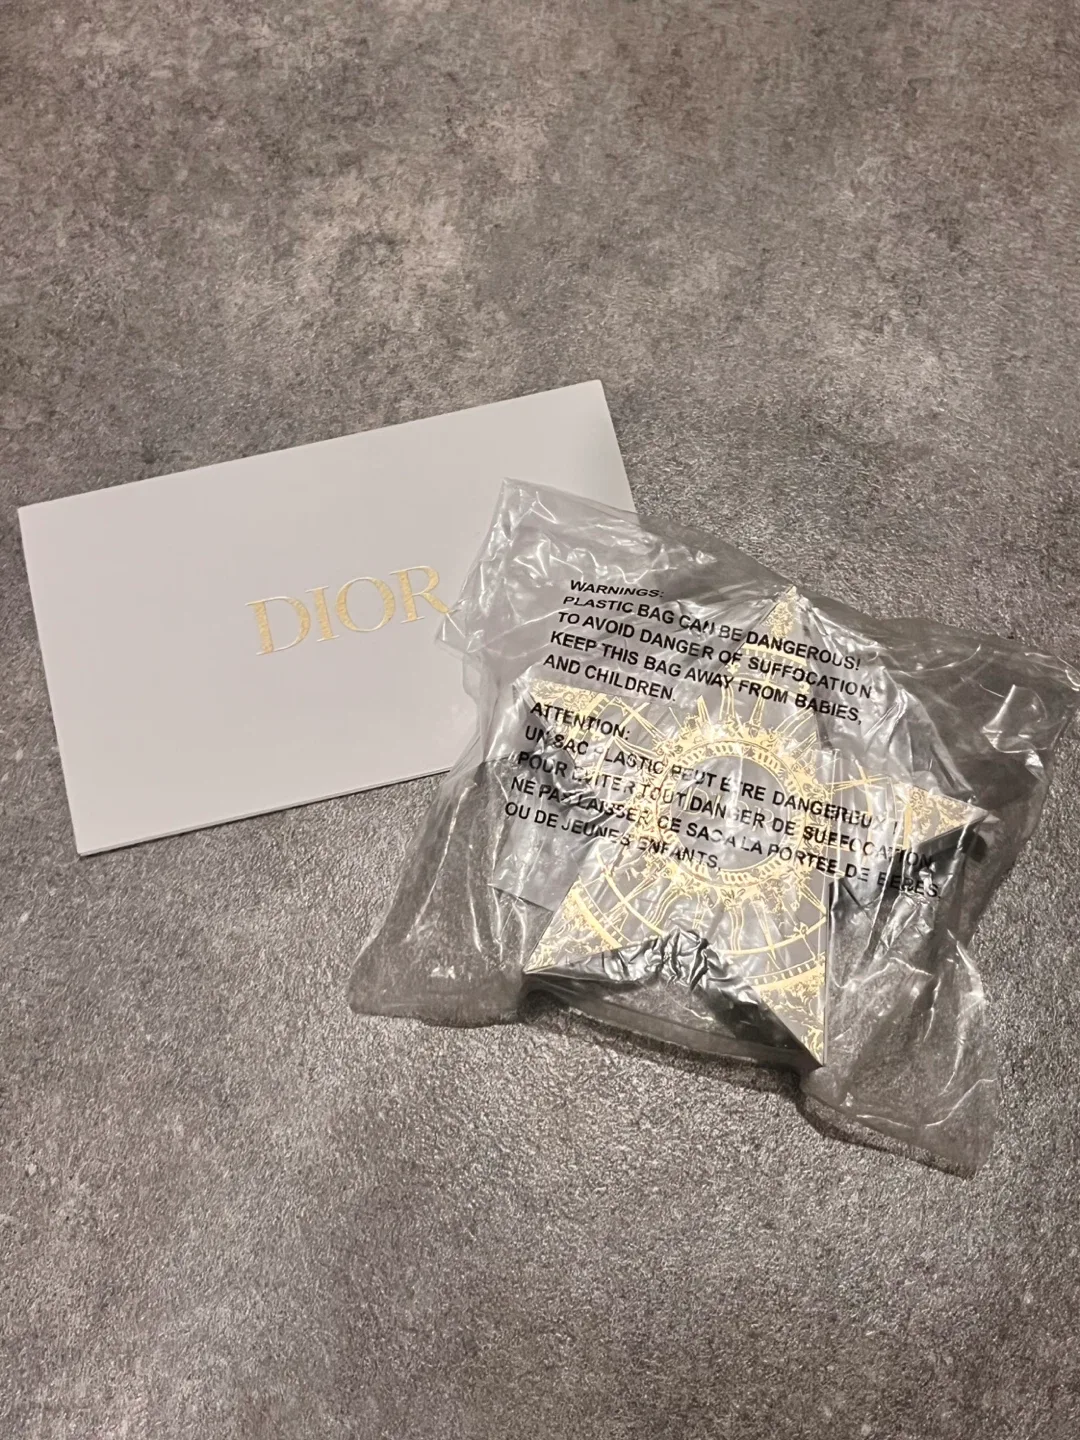 DIOR
WARNINGS:
PLASTIC BAG CAN BE DANGEROUS!
TO AVOID DANGER OF SUFFOCATION
KEEP THIS BAG AWAY FROM BABIES,
AND CHILDREN.
ATTENTION:
UN SAC PLASTIC PEUT ETRE DANGERBUX !
POUR EVITER TOUT DANGER DE SUFFOCATION
NE PAS LAISSER CE SAC A LA PORTEE DE BEBES.
OU DE JEUNES ENFANTS,